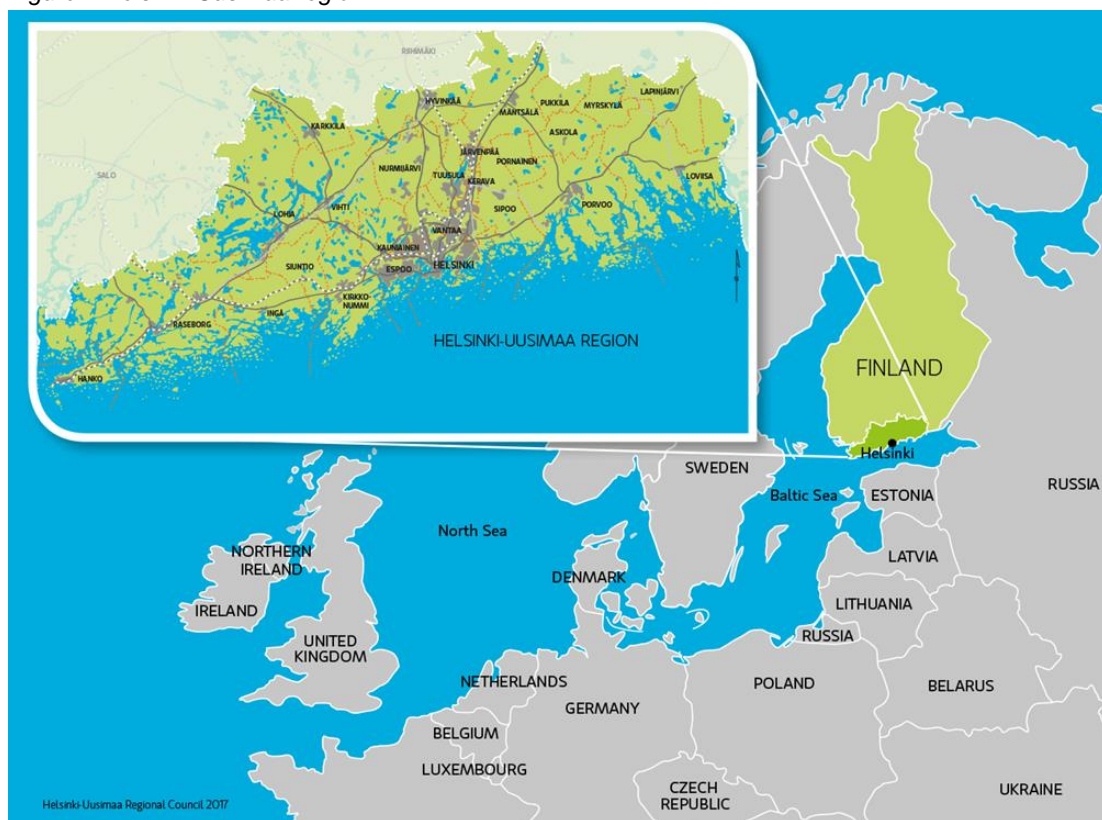 RIIHIMÄKI
HYVINKÄÄ
MÄNTSÄLÄ
PUKKILA
MYRSKYLÄ
LAPINJÄRVI
KARKKILA
ASKOLA
JÄRVENPÄÄ
PORNAINEN
NURMIJÄRVI
TUUSULA
KERAVA
SALO
LOVIISA
VIHTI
LOHJA
SIPOO
PORVOO
VANTAA
KAUNIAINEN
HELSINKI
ESPOO
SIUNTIO
KIRKKO-
NUMMI
INGÅ
RASEBORG
HANKO
HELSINKI-UUSIMAA REGION
FINLAND
Helsinki
SWEDEN
Baltic Sea
ESTONIA
RUSSIA
North Sea
LATVIA
NORTHERN
IRELAND
DENMARK
IRELAND
LITHUANIA
RUSSIA
UNITED
KINGDOM
NETHERLANDS
POLAND
BELARUS
GERMANY
BELGIUM
LUXEMBOURG
CZECH
REPUBLIC
UKRAINE
Helsinki-Uusimaa Regional Council 2017